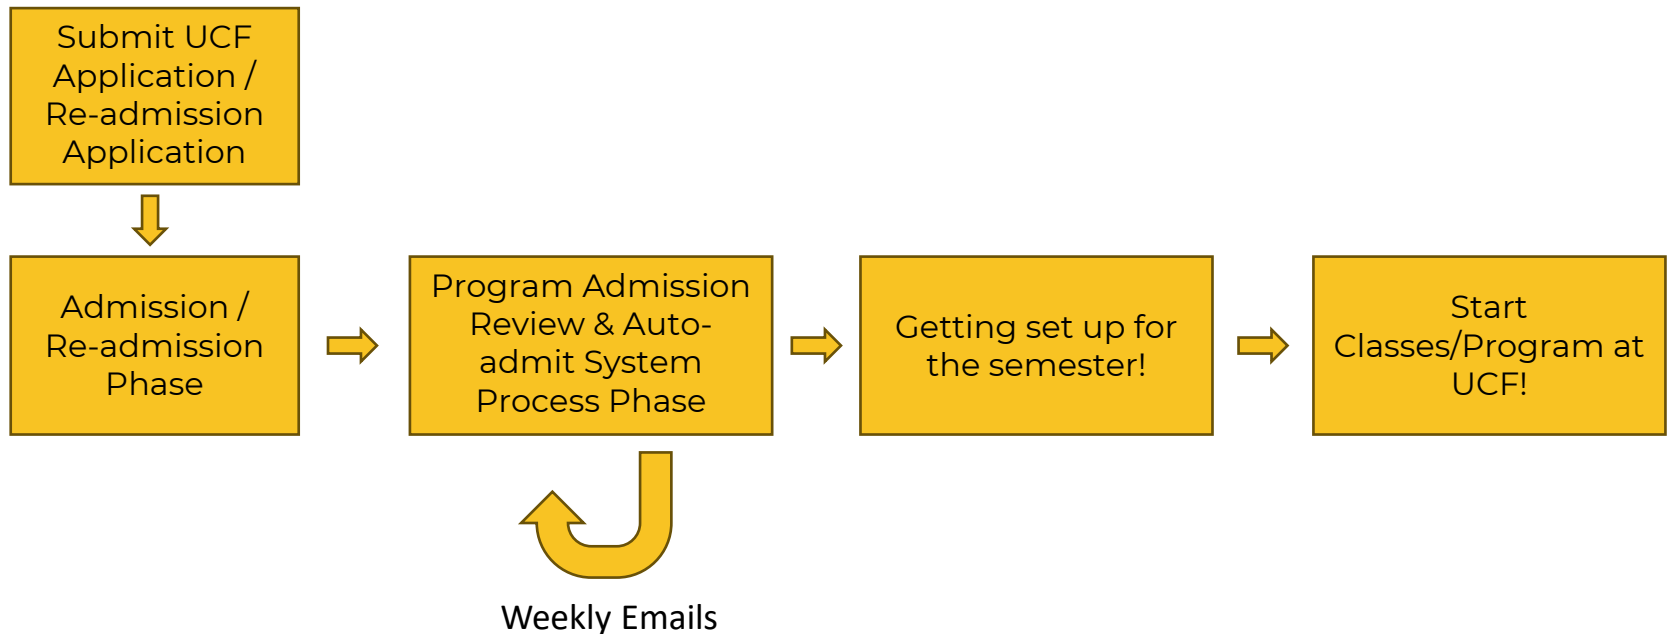 Submit UCF
Application /
Re-admission
Application
Admission /
Re-admission
Phase
Program Admission
Review & Auto-
admit System
Process Phase
Getting set up for
the semester!
Start
Classes/Program at
UCF!
Weekly Emails